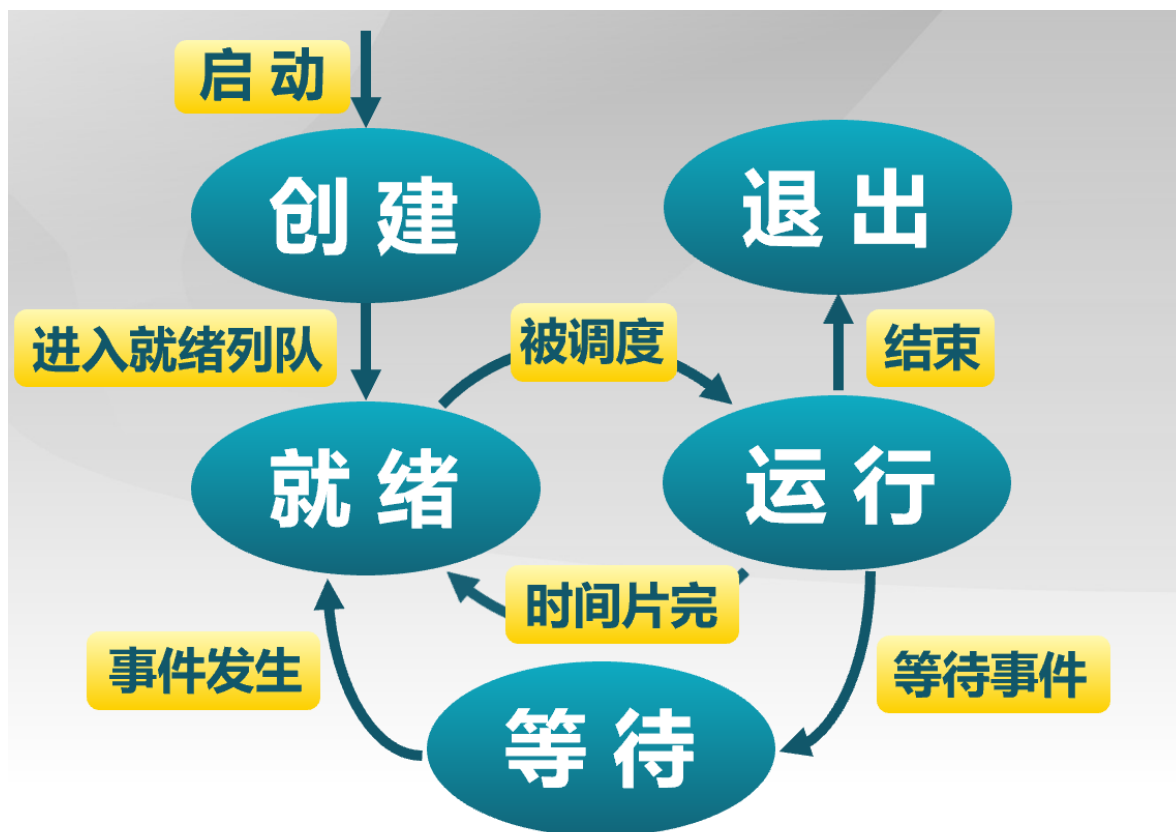 启动
创建
退出
进入就绪列队
被调度
结束
就绪
运行
时间片完
事件发生
等待事件
等待